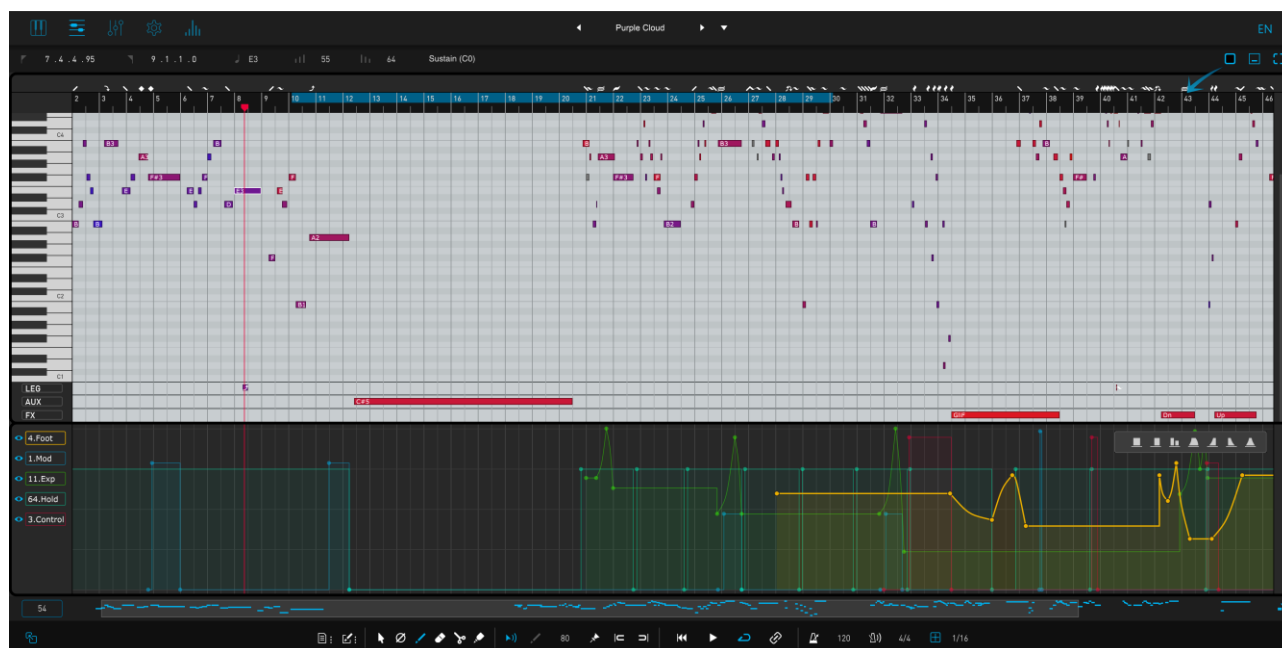 Purple Cloud
EN
7 . 4 . 4 . 95 9 . 1 . 1 . 0 E3 55 64 Sustain (C0)
2 3 4 5 6 7 8 9 10 11 12 13 14 15 16 17 18 19 20 21 22 23 24 25 26 27 28 29 30 31 32 33 34 35 36 37 38 39 40 41 42 43 44 45 46
C4
B3 B B B3 B B
A3 A3 A
F#3 F F F#3 F F#
E E E3 E
D
C3
B B B2 B B
A2
F
C2
B1
C1
LEG
AUX C#5
FX Glif Dn Up
4.Foot
1.Mod
11.Exp
64.Hold
3.Control
54
80 120 4/4 1/16